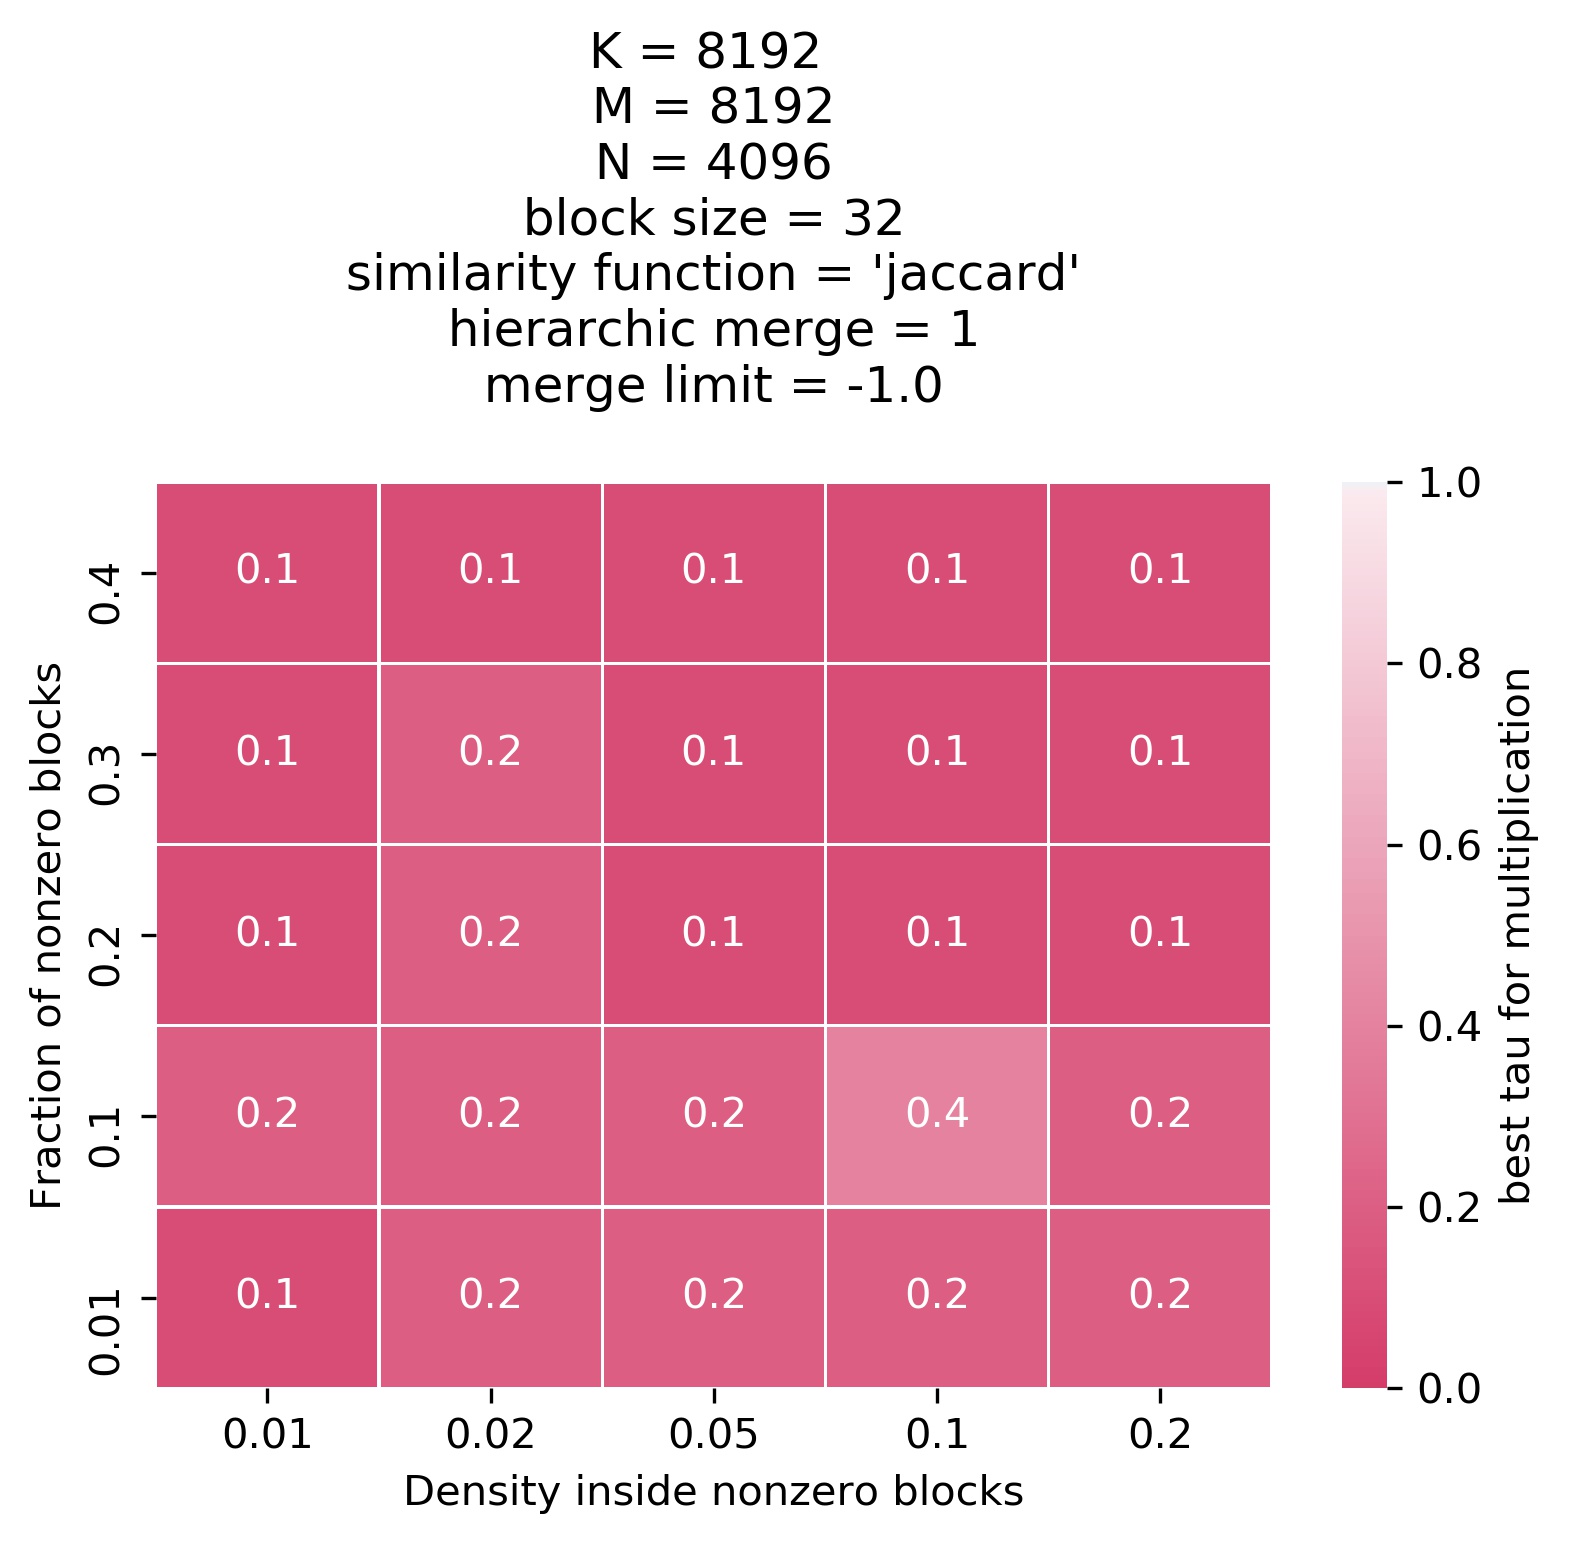 K = 8192
M = 8192
N = 4096
block size = 32
similarity function = 'jaccard'
hierarchic merge = 1
merge limit = -1.0
Fraction of nonzero blocks
0.4 0.1 0.1 0.1 0.1 0.1
0.3 0.1 0.2 0.1 0.1 0.1
0.2 0.1 0.2 0.1 0.1 0.1
0.1 0.2 0.2 0.2 0.4 0.2
0.01 0.1 0.2 0.2 0.2 0.2
0.01 0.02 0.05 0.1 0.2
Density inside nonzero blocks
1.0
0.8
0.6
0.4
0.2
0.0
best tau for multiplication